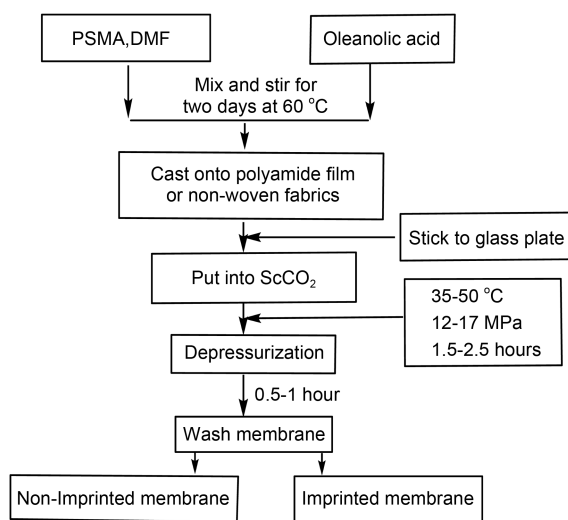 PSMA,DMF
Oleanolic acid
Mix and stir for
two days at 60 °C
Cast onto polyamide film
or non-woven fabrics
Stick to glass plate
Put into ScCO₂
35-50 °C
12-17 MPa
1.5-2.5 hours
Depressurization
0.5-1 hour
Wash membrane
Non-Imprinted membrane
Imprinted membrane